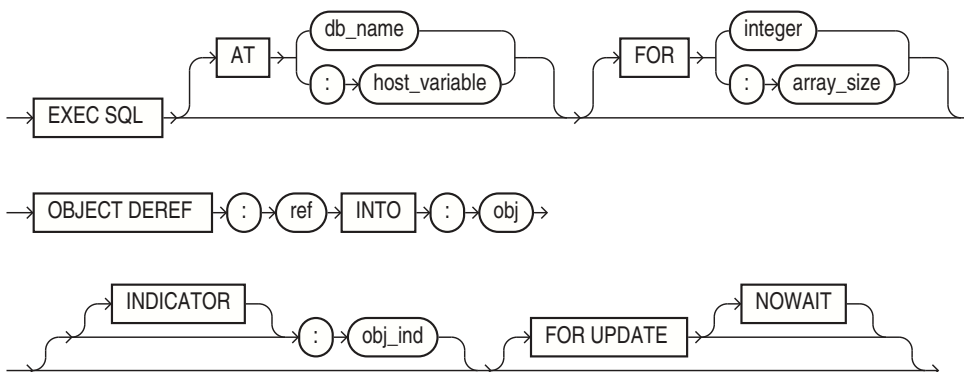 AT db_name FOR integer
: host_variable : array_size
EXEC SQL
OBJECT DEREF : ref INTO : obj
INDICATOR NOWAIT
: obj_ind FOR UPDATE